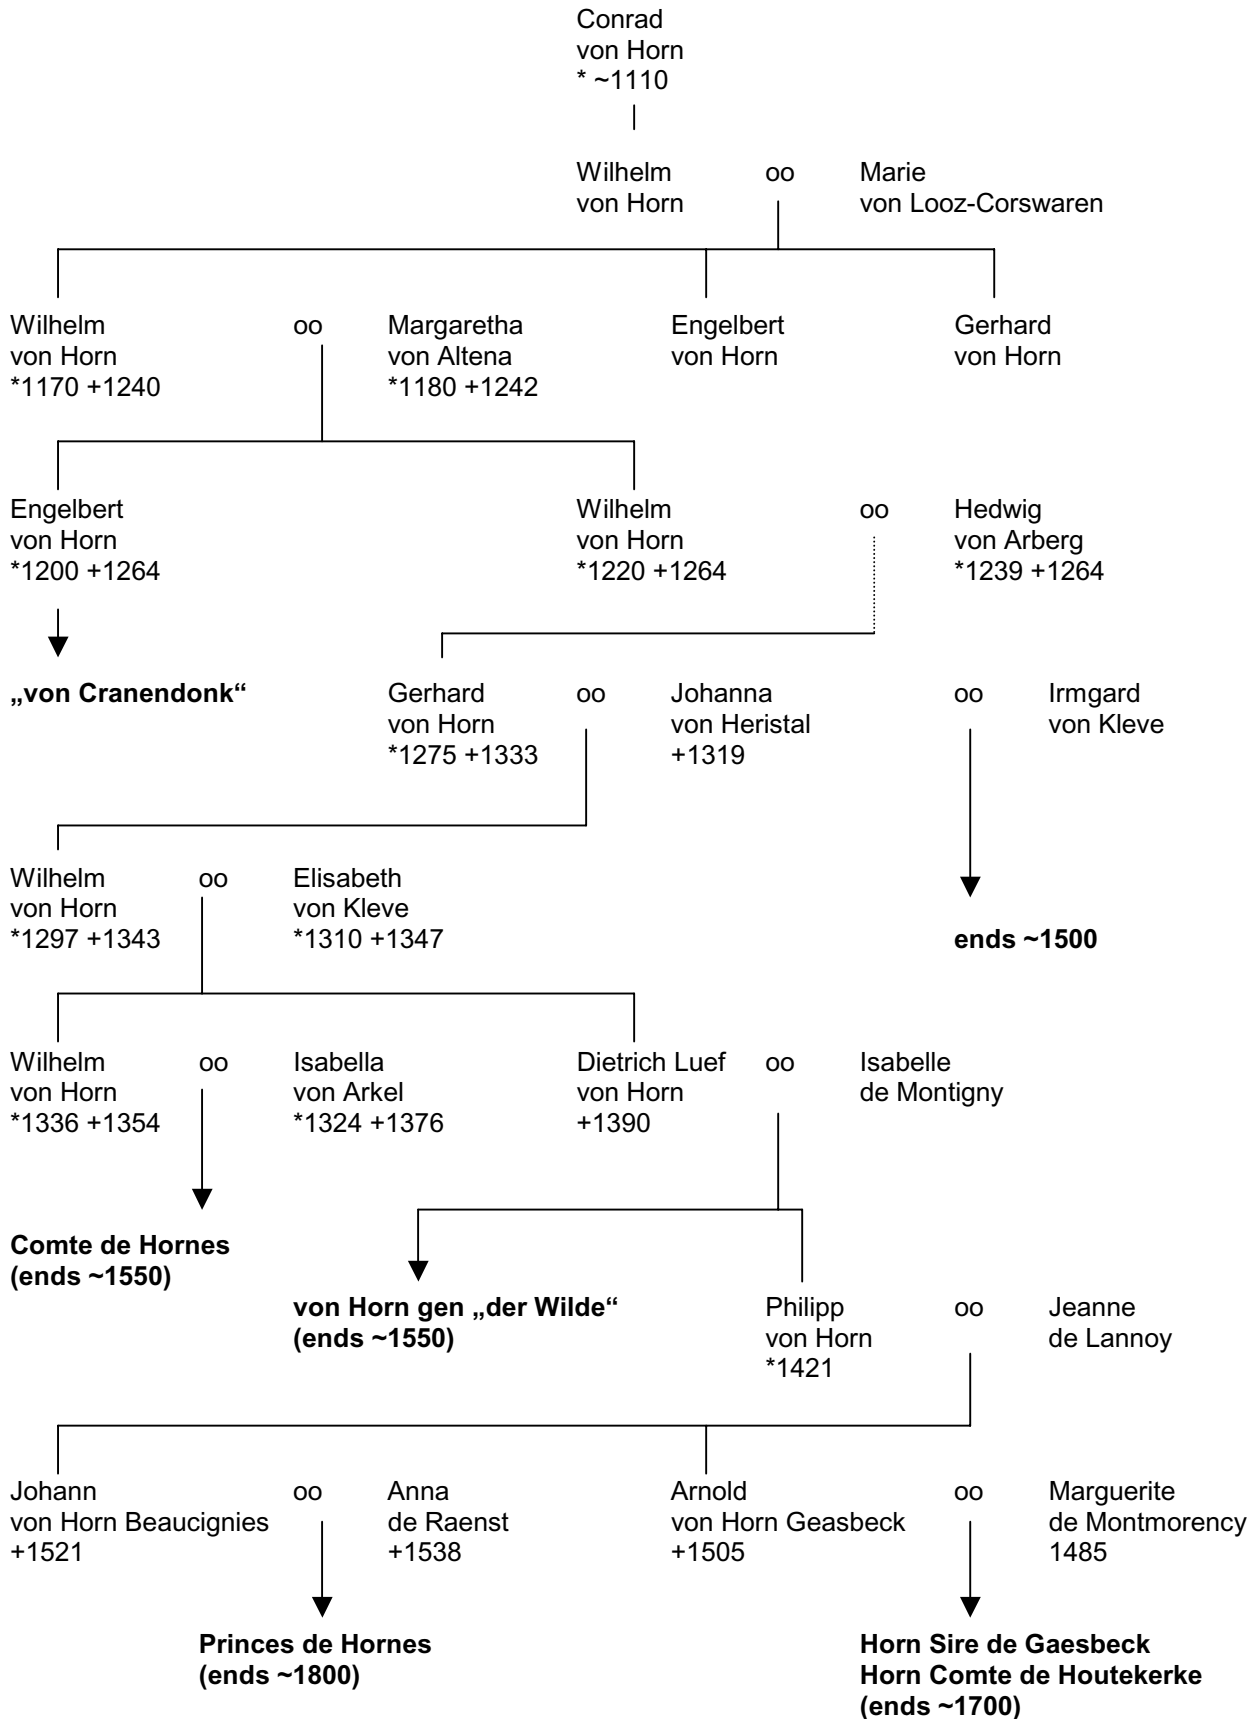 Conrad
von Horn
* ~1110
Wilhelm
von Horn
oo
Marie
von Looz-Corswaren
Wilhelm
von Horn
*1170 +1240
oo
Margaretha
von Altena
*1180 +1242
Engelbert
von Horn
Gerhard
von Horn
Engelbert
von Horn
*1200 +1264
Wilhelm
von Horn
*1220 +1264
oo
Hedwig
von Arberg
*1239 +1264
„von Cranendonk“
Gerhard
von Horn
*1275 +1333
oo
Johanna
von Heristal
+1319
oo
Irmgard
von Kleve
Wilhelm
von Horn
*1297 +1343
oo
Elisabeth
von Kleve
*1310 +1347
ends ~1500
Wilhelm
von Horn
*1336 +1354
oo
Isabella
von Arkel
*1324 +1376
Dietrich Luef
von Horn
+1390
oo
Isabelle
de Montigny
Comte de Hornes
(ends ~1550)
von Horn gen „der Wilde“
(ends ~1550)
Philipp
von Horn
*1421
oo
Jeanne
de Lannoy
Johann
von Horn Beaucignies
+1521
oo
Anna
de Raenst
+1538
Arnold
von Horn Geasbeck
+1505
oo
Marguerite
de Montmorency
1485
Princes de Hornes
(ends ~1800)
Horn Sire de Gaesbeck
Horn Comte de Houtekerke
(ends ~1700)